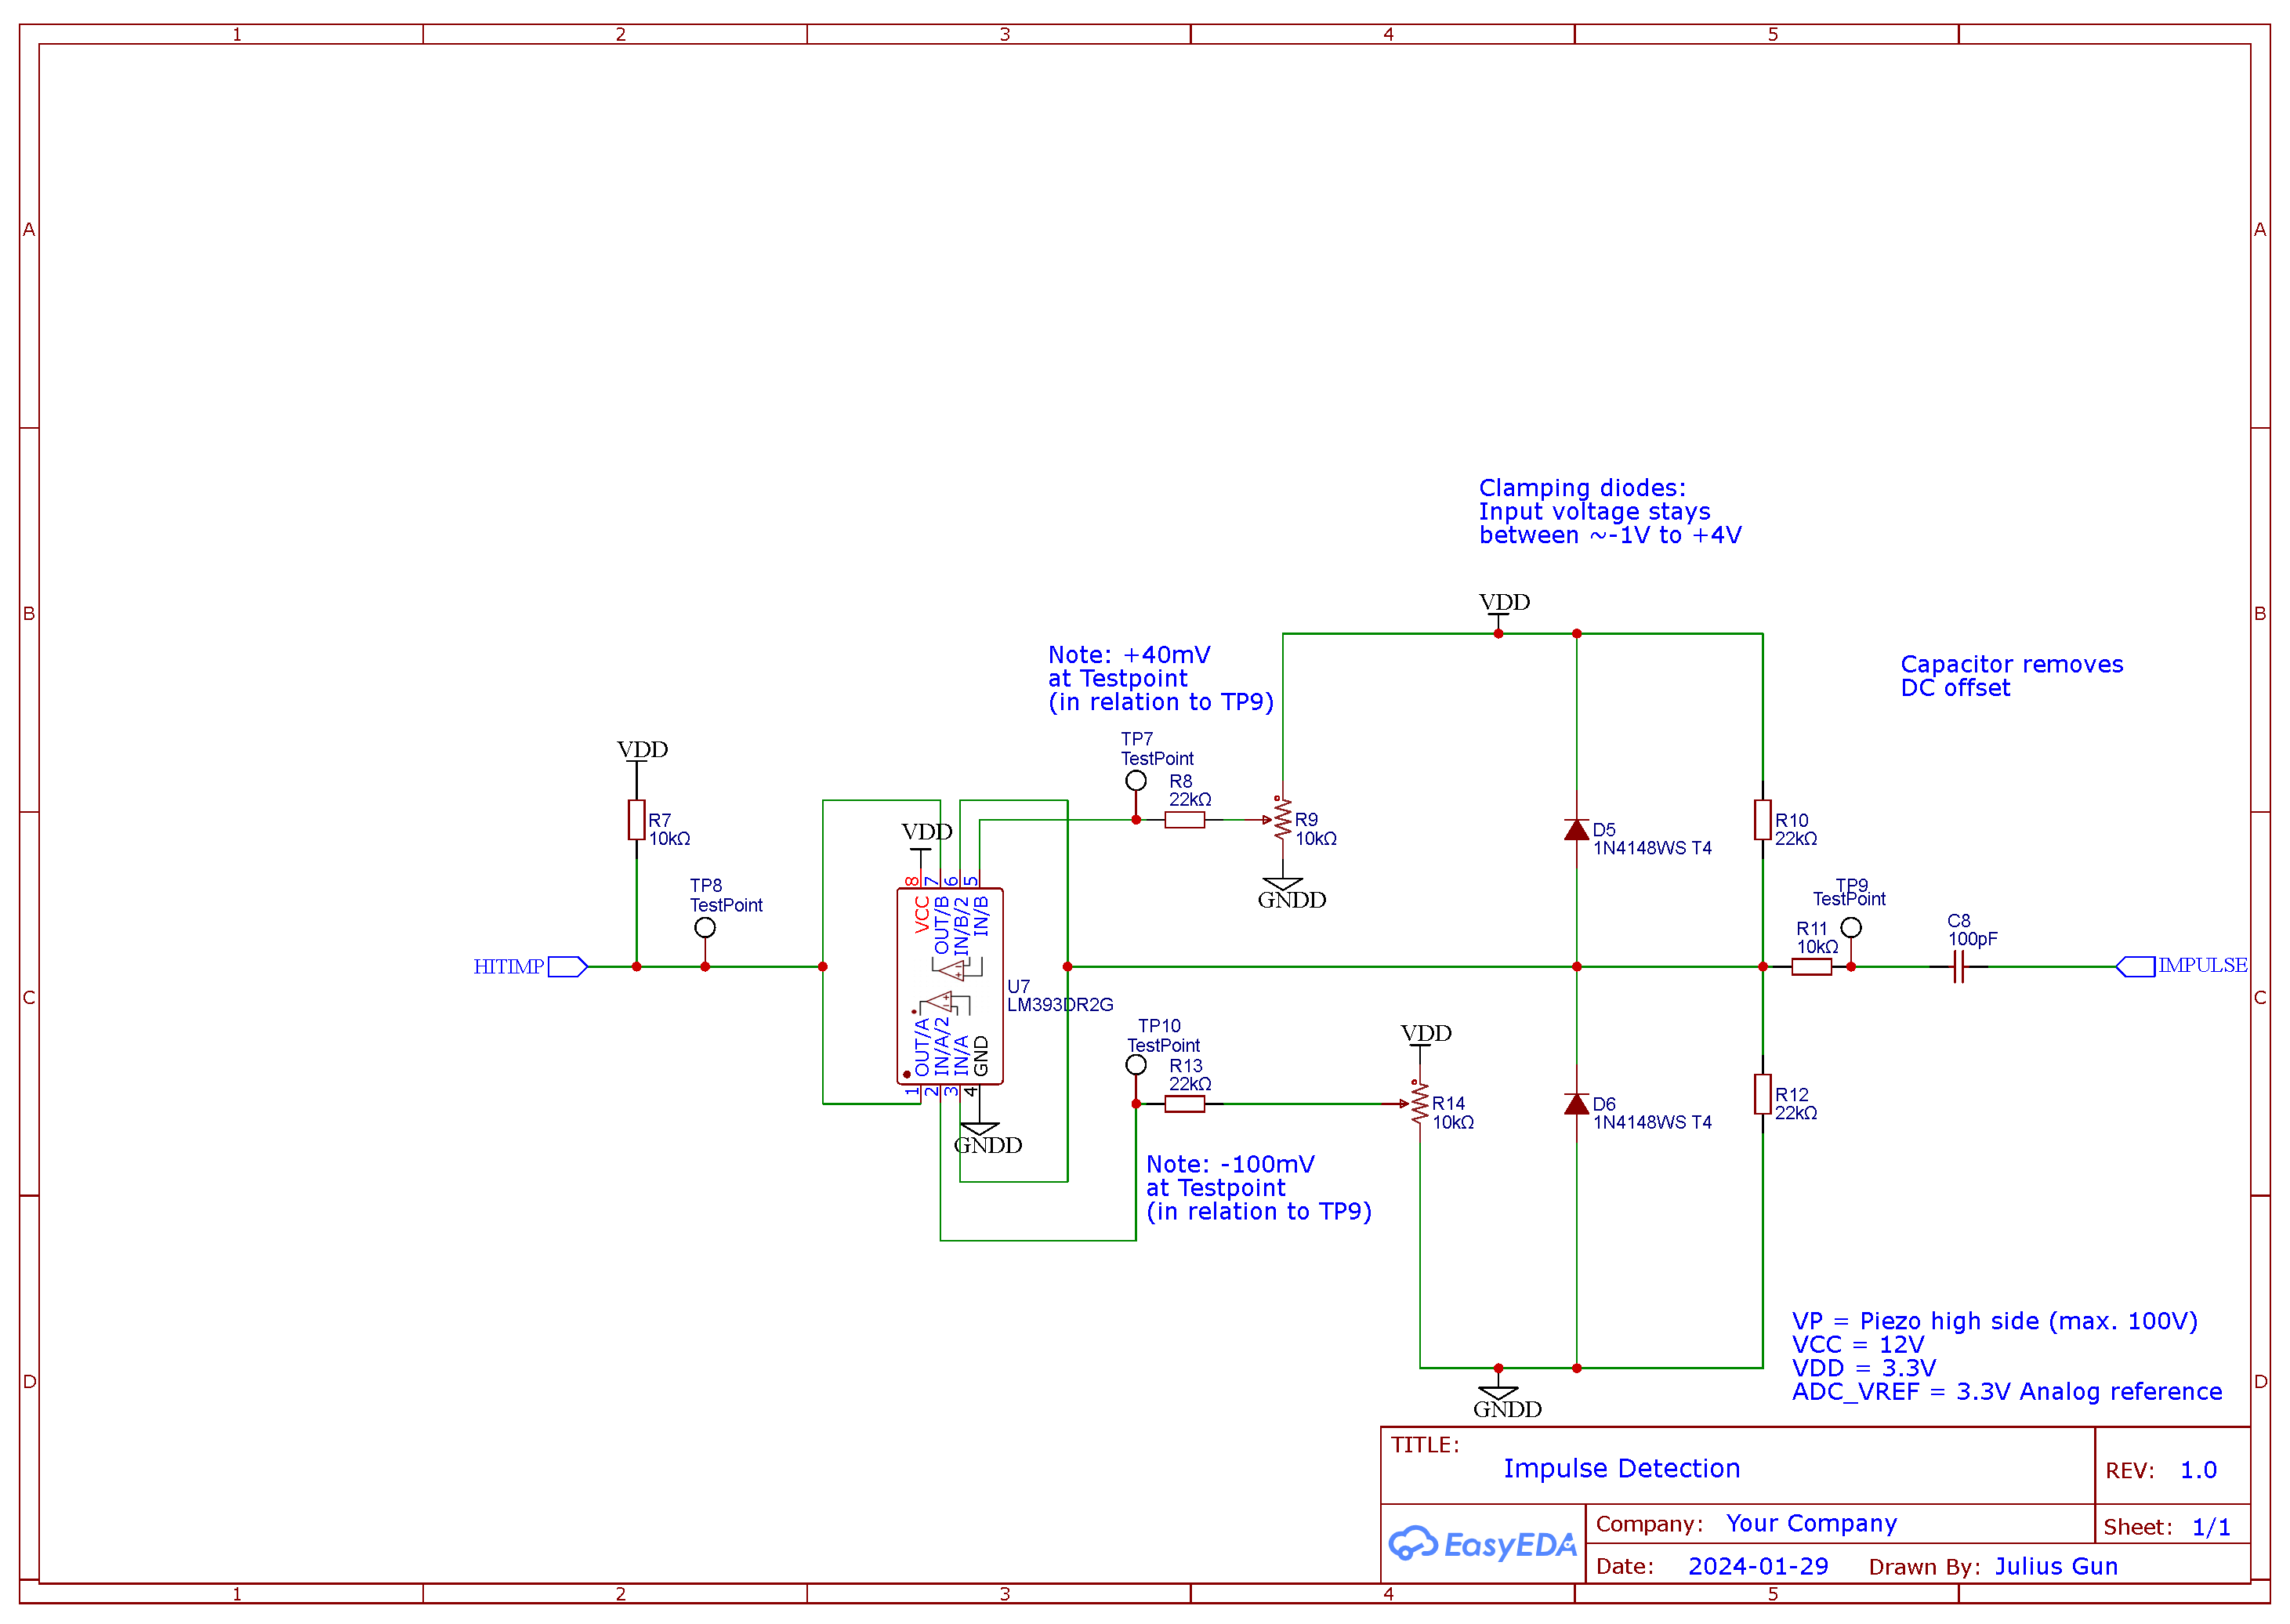 1
2
3
4
5
A
A
Clamping diodes:
Input voltage stays
between ~-1V to +4V
VDD
B
B
Note: +40mV
at Testpoint
(in relation to TP9)
Capacitor removes
DC offset
TP7
TestPoint
VDD
R8
22kΩ
R7
10kΩ
VDD
R9
10kΩ
D5
1N4148WS T4
R10
22kΩ
GNDD
TP8
TestPoint
8
7
6
5
VCC
OUT/B
IN/B/2
IN/B
TP9
TestPoint
R11
10kΩ
C8
100pF
HITIMP
IMPULSE
C
C
U7
LM393DR2G
OUT/A
IN/A/2
IN/A
GND
1
2
3
4
GNDD
TP10
TestPoint
R13
22kΩ
VDD
R14
10kΩ
D6
1N4148WS T4
R12
22kΩ
Note: -100mV
at Testpoint
(in relation to TP9)
VP = Piezo high side (max. 100V)
VCC = 12V
VDD = 3.3V
ADC_VREF = 3.3V Analog reference
D
D
GNDD
TITLE:
Impulse Detection
REV: 1.0
EasyEDA
Company: Your Company
Sheet: 1/1
Date: 2024-01-29 Drawn By: Julius Gun
1
2
3
4
5